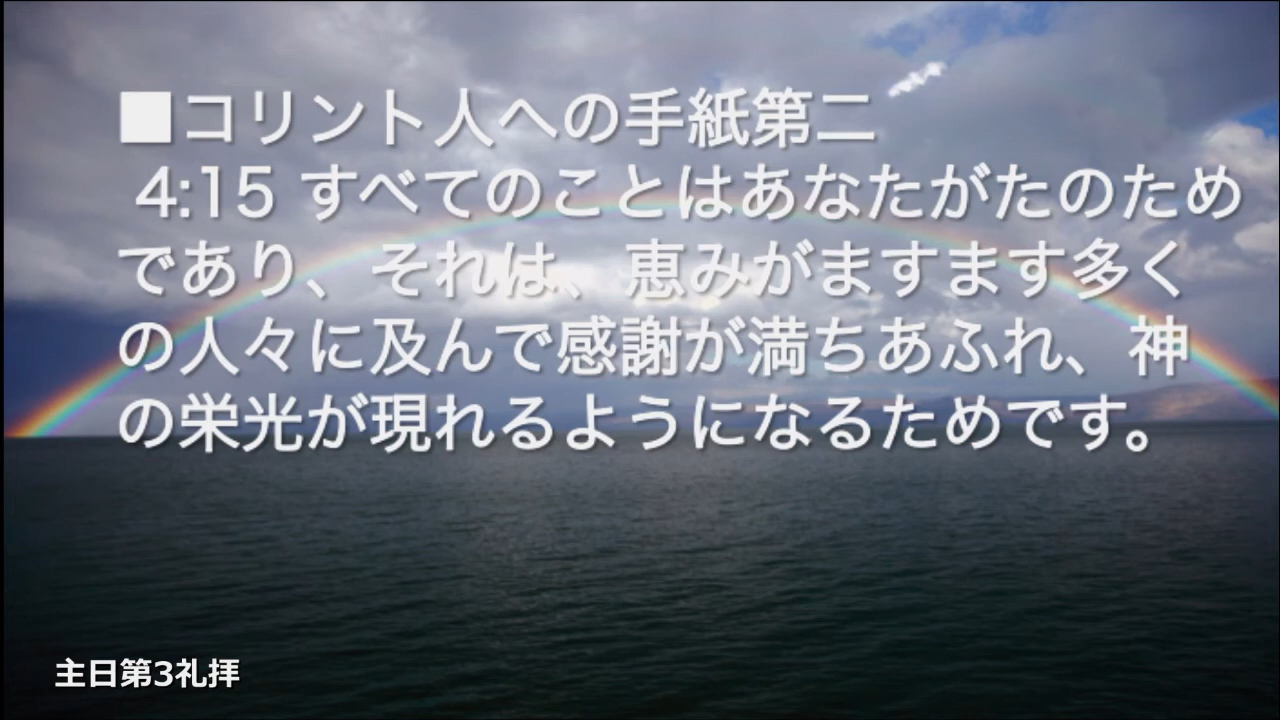 ■コリント人への手紙第二
4:15 すべてのことはあなたがたのため
であり、それは、恵みがますます多く
の人々に及んで感謝が満ちあふれ、神
の栄光が現れるようになるためです。
主日第3礼拝